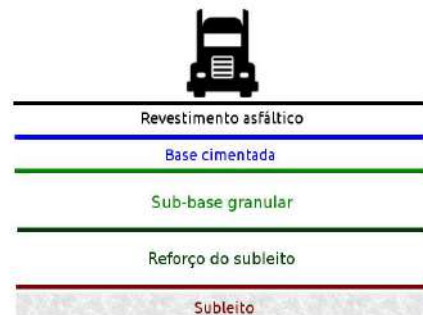 Revestimento asfáltico
Base cimentada
Sub-base granular
Reforço do subleito
Subleito